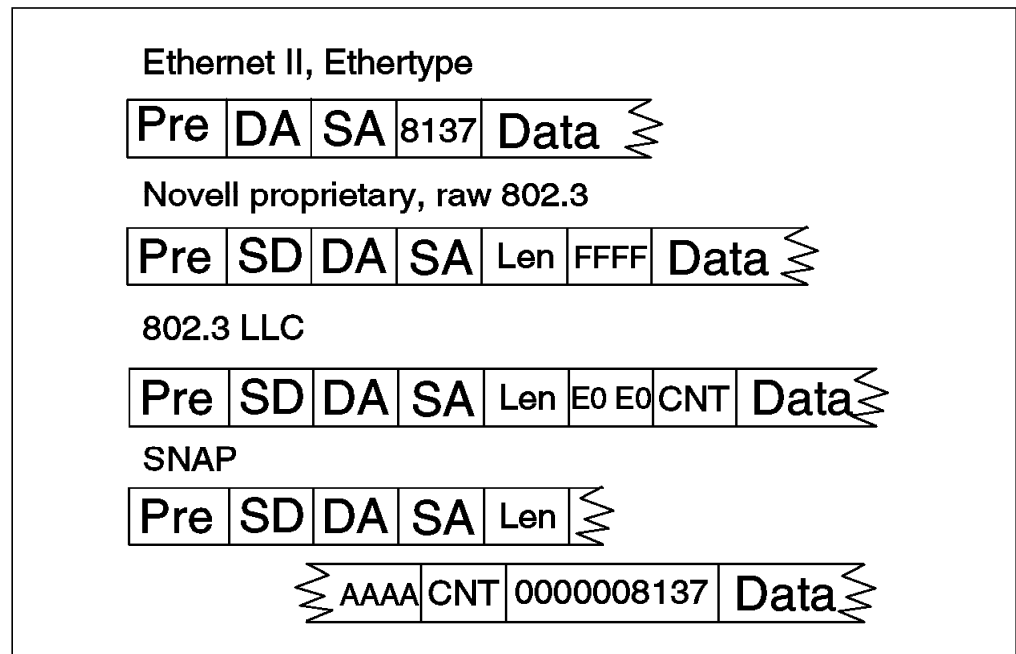 Ethernet II, Ethertype
Pre DA SA 8137 Data
Novell proprietary, raw 802.3
Pre SD DA SA Len FFFF Data
802.3 LLC
Pre SD DA SA Len E0 E0 CNT Data
SNAP
Pre SD DA SA Len
AAAA CNT 0000008137 Data